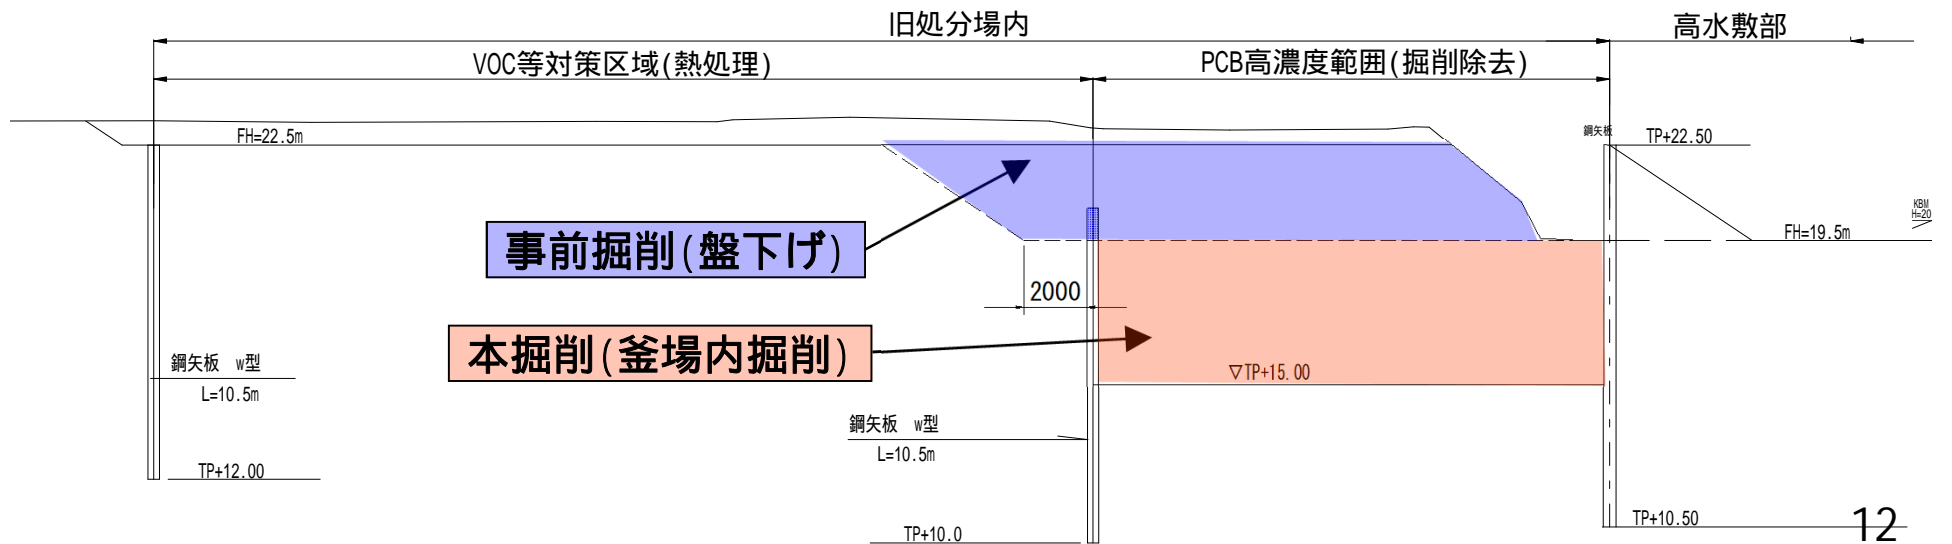 旧処分場内
高水敷部
VOC等対策区域(熱処理)
PCB高濃度範囲(掘削除去)
FH=22.5m
鋼矢板
TP+22.50
KBM
H=20
FH=19.5m
事前掘削(盤下げ)
2000
本掘削(釜場内掘削)
▽TP+15.00
鋼矢板 w型
L=10.5m
鋼矢板 w型
L=10.5m
TP+12.00
TP+10.0
TP+10.50
12